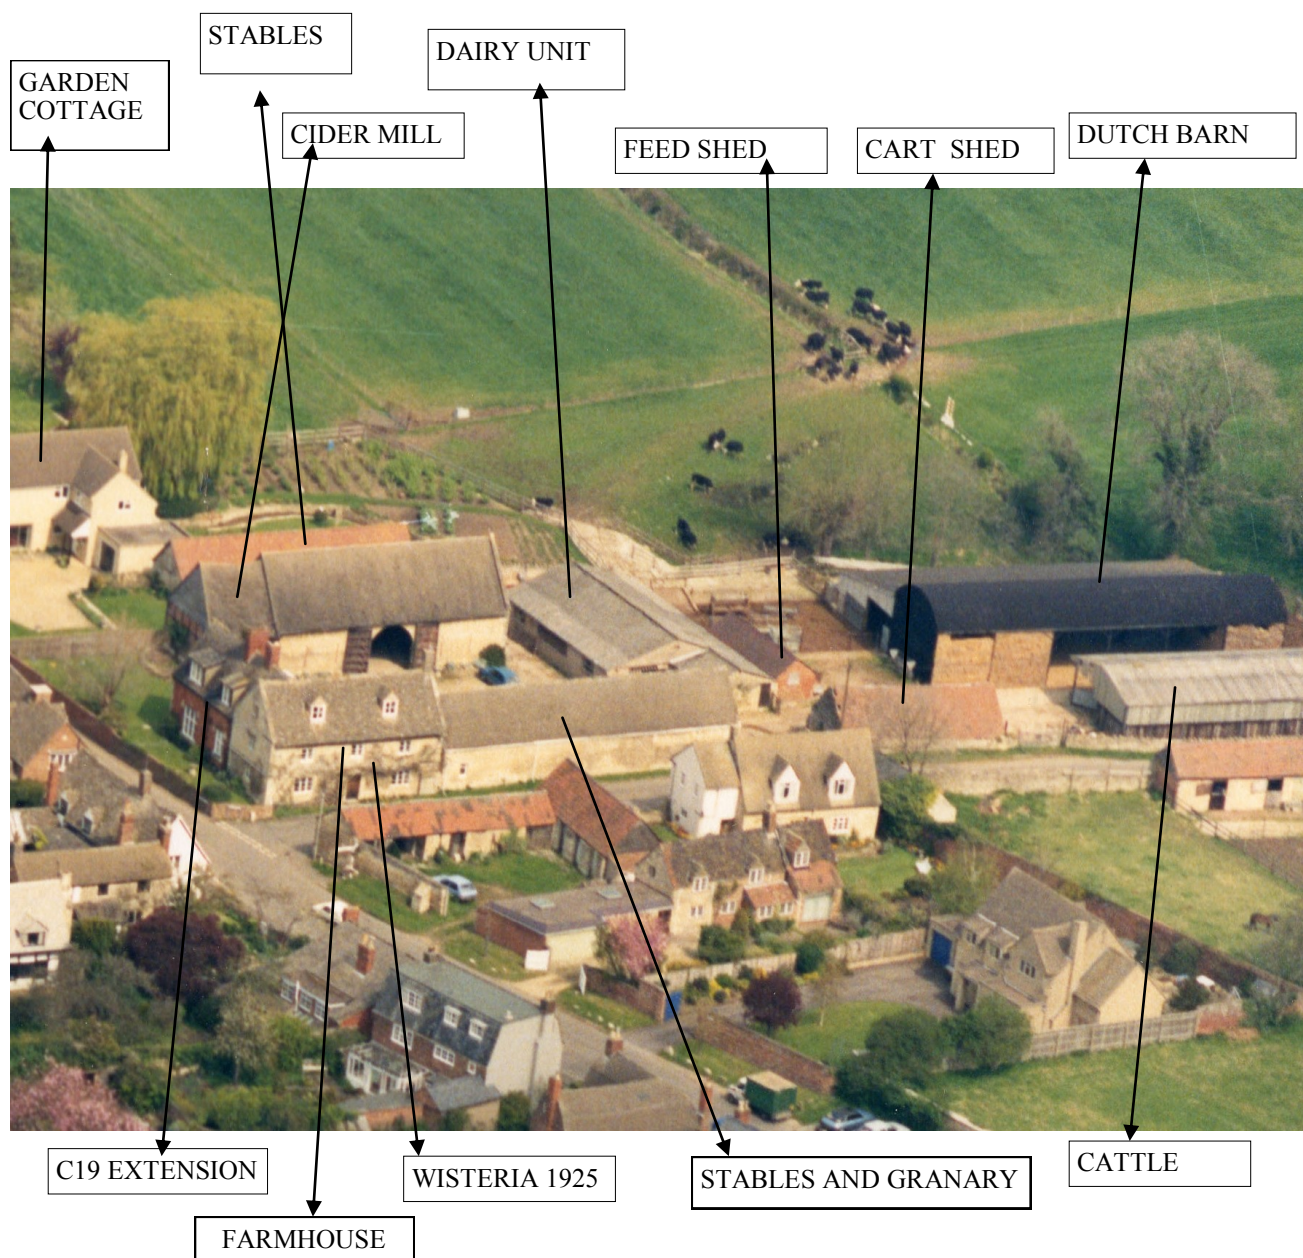 STABLES
DAIRY UNIT
GARDEN
COTTAGE
CIDER MILL
FEED SHED
CART SHED
DUTCH BARN
C19 EXTENSION
WISTERIA 1925
STABLES AND GRANARY
CATTLE
FARMHOUSE